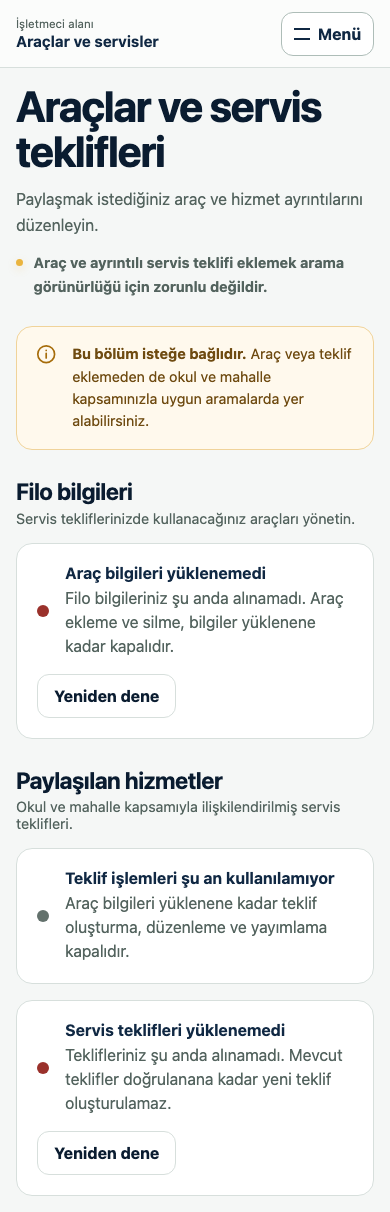 İşletmeci alanı
Araçlar ve servisler
Menü
Araçlar ve servis
teklifleri
Paylaşmak istediğiniz araç ve hizmet ayrıntılarını
düzenleyin.
Araç ve ayrıntılı servis teklifi eklemek arama
görünürlüğü için zorunlu değildir.
Bu bölüm isteğe bağlıdır. Araç veya teklif
eklemeden de okul ve mahalle
kapsamınızla uygun aramalarda yer
alabilirsiniz.
Filo bilgileri
Servis tekliflerinizde kullanacağınız araçları yönetin.
Araç bilgileri yüklenemedi
Filo bilgileriniz şu anda alınamadı. Araç
ekleme ve silme, bilgiler yüklenene
kadar kapalıdır.
Yeniden dene
Paylaşılan hizmetler
Okul ve mahalle kapsamıyla ilişkilendirilmiş servis
teklifleri.
Teklif işlemleri şu an kullanılamıyor
Araç bilgileri yüklenene kadar teklif
oluşturma, düzenleme ve yayımlama
kapalıdır.
Servis teklifleri yüklenemedi
Teklifleriniz şu anda alınamadı. Mevcut
teklifler doğrulanana kadar yeni teklif
oluşturulamaz.
Yeniden dene